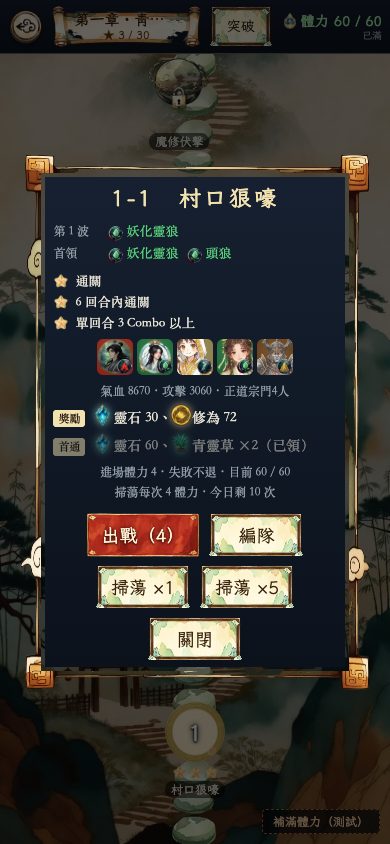 第一章·青…
★ 3 / 30
突破
體力 60 / 60
已滿
魔修伏擊
1-1 村口狼嚎
第 1 波 妖化靈狼
首領 妖化靈狼 頭狼
通關
6 回合內通關
單回合 3 Combo 以上
氣血 8670·攻擊 3060·正道宗門4人
獎勵 靈石 30、修為 72
首通 靈石 60、青靈草 ×2（已領）
進場體力 4·失敗不退·目前 60 / 60
掃蕩每次 4 體力·今日剩 10 次
出戰（4）
編隊
掃蕩 ×1
掃蕩 ×5
關閉
1
村口狼嚎
補滿體力（測試）